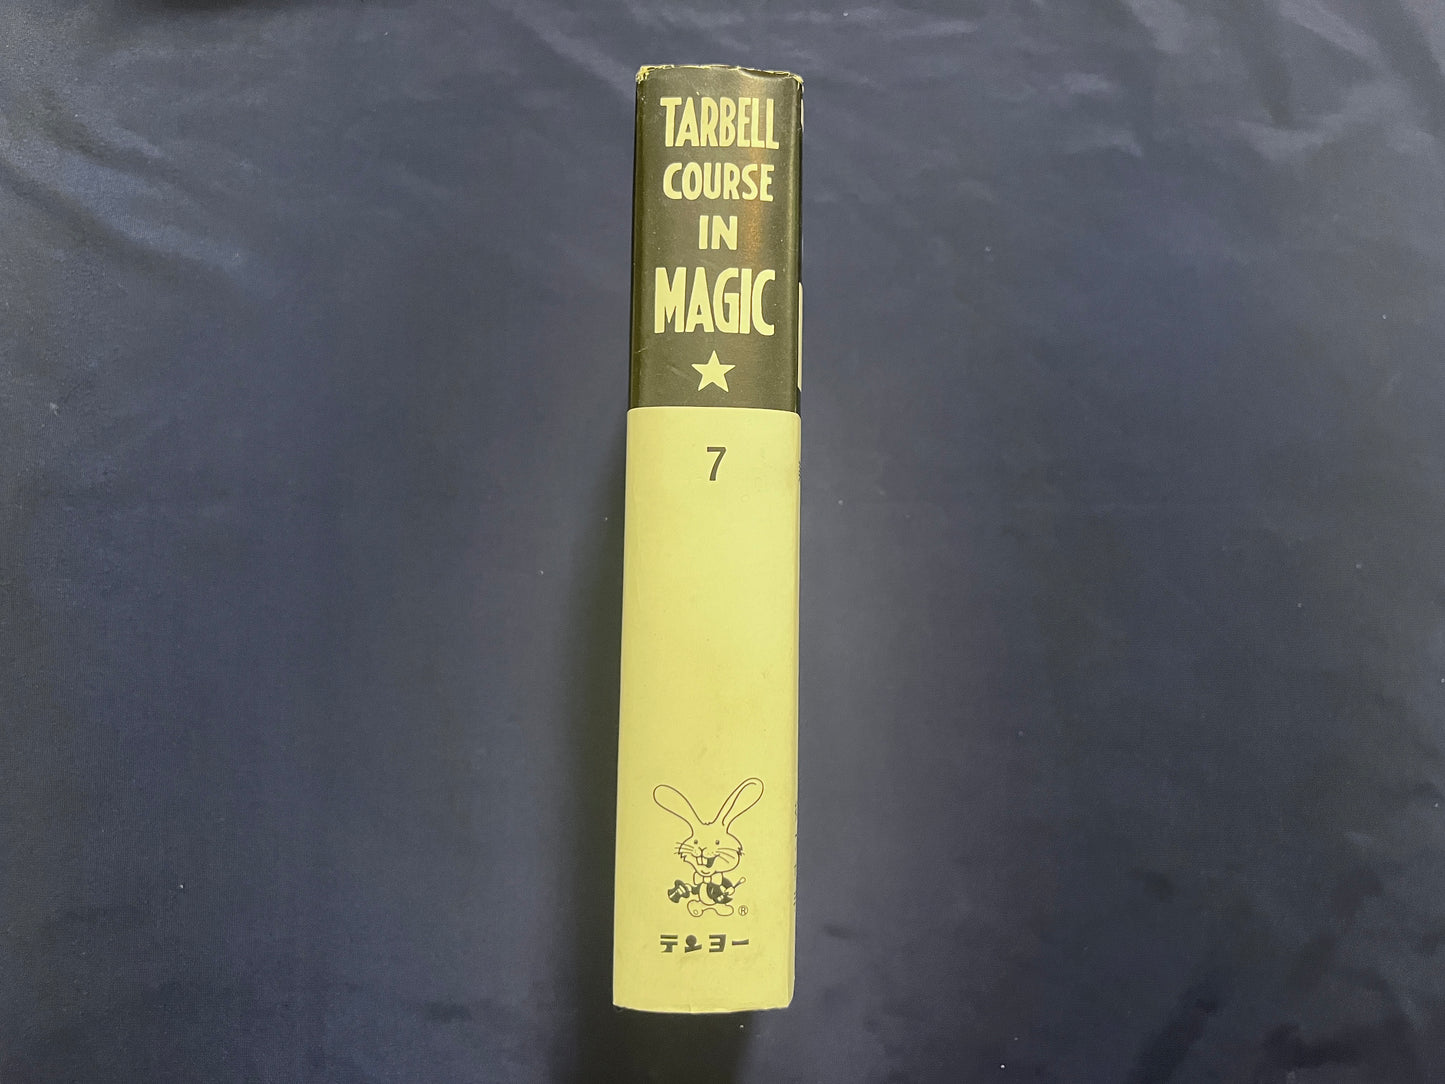 TARBELL
COURSE
IN
MAGIC
7
®
テンヨー